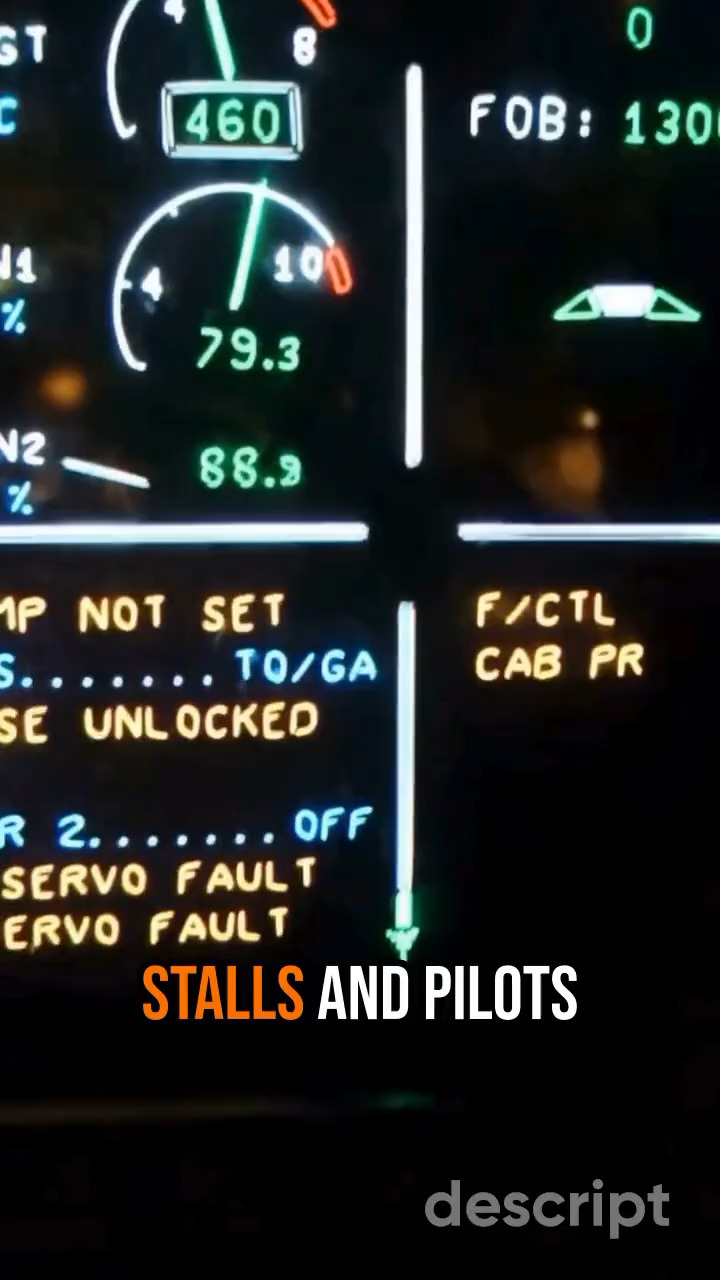 4
8
0
460
FOB: 130
4
10
N1
%
79.3
N2
%
88.9
MP NOT SET
S.......TO/GA
SE UNLOCKED
F/CTL
CAB PR
R 2.......OFF
SERVO FAULT
ERVO FAULT
STALLS AND PILOTS
descript